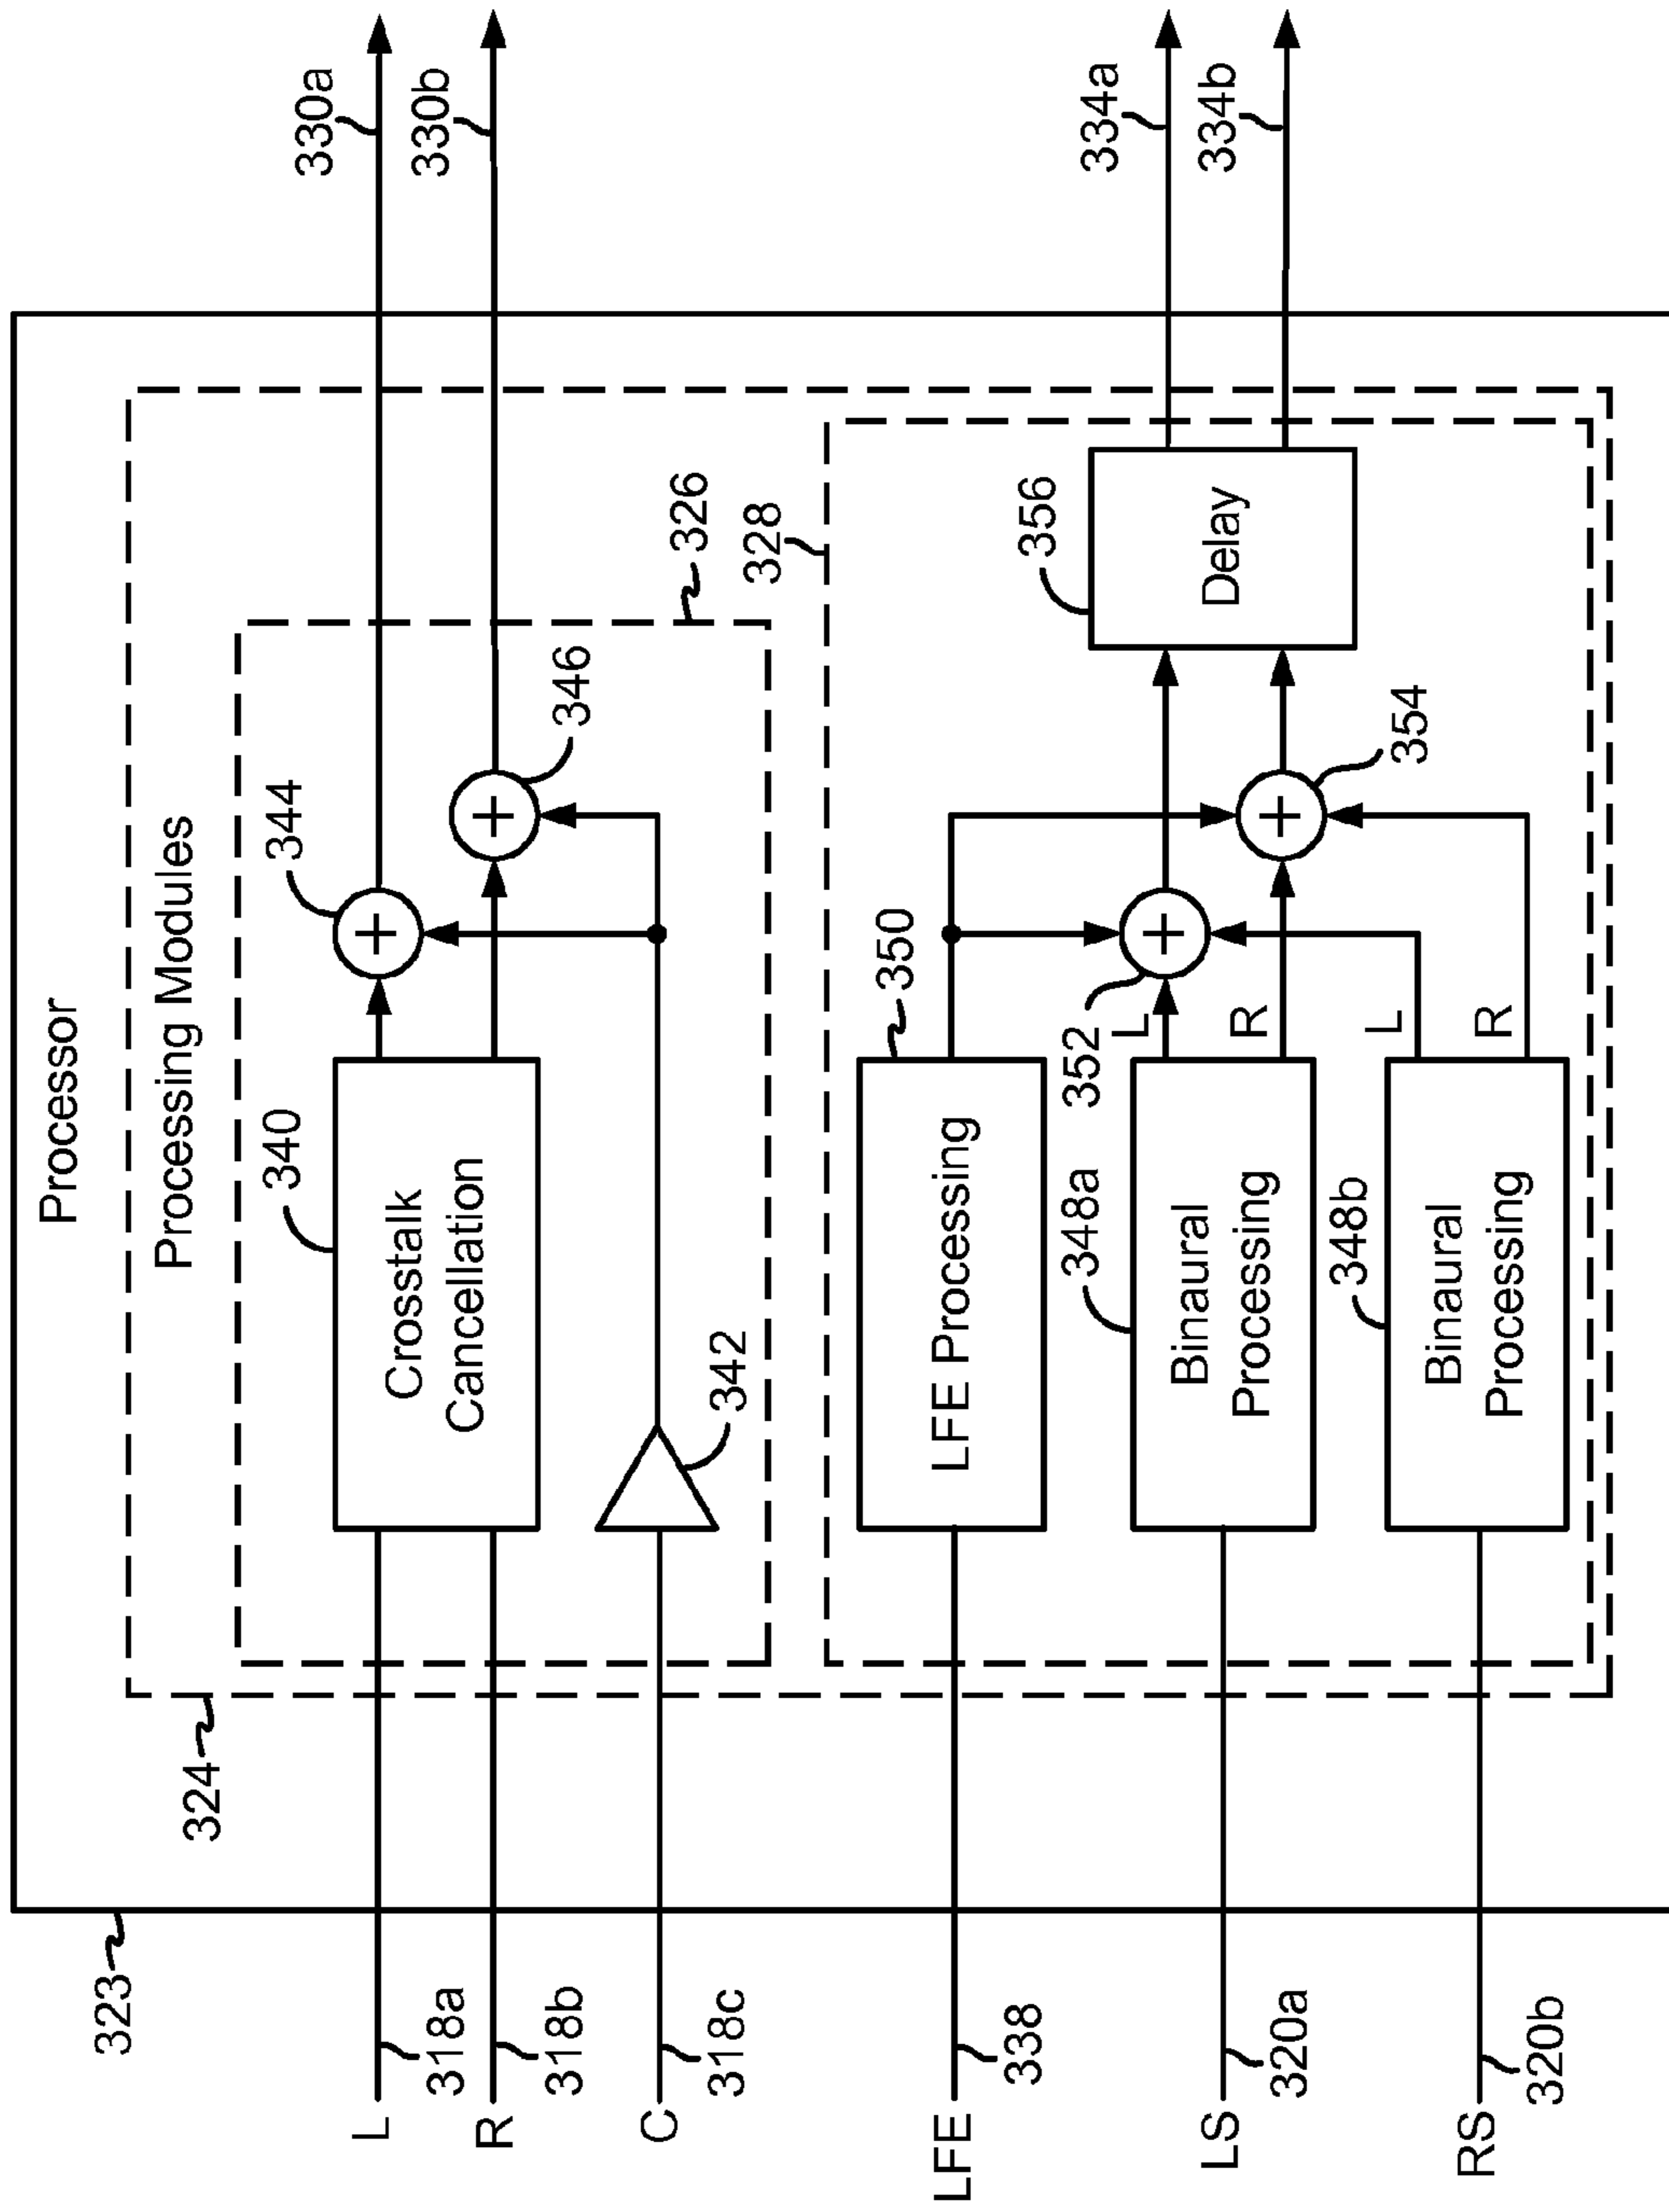 Processor
323
Processing Modules
324
L
318a
R
318b
C
318c
340
Crosstalk
Cancellation
342
344
346
326
330a
330b
328
LFE
338
LS
320a
RS
320b
350
LFE Processing
348a
Binaural
Processing
348b
Binaural
Processing
352
L
R
L
R
354
356
Delay
334a
334b